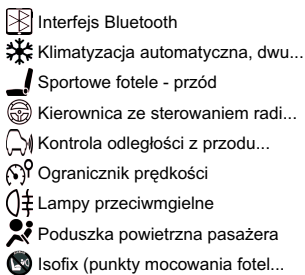 Interfejs Bluetooth
Klimatyzacja automatyczna, dwu...
Sportowe fotele - przód
Kierownica ze sterowaniem radi...
Kontrola odległości z przodu...
Ogranicznik prędkości
Lampy przeciwmgielne
Poduszka powietrzna pasażera
Isofix (punkty mocowania fotel...